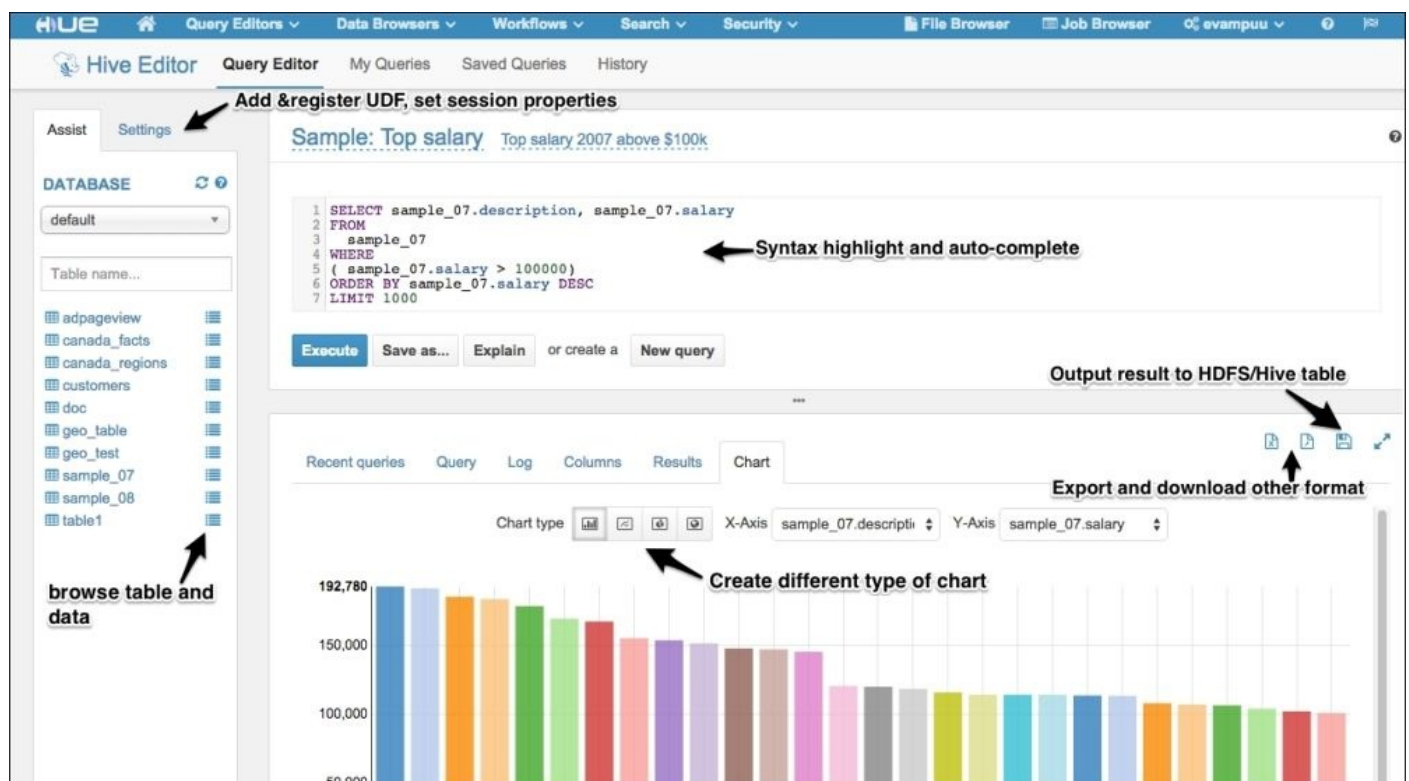 HUE Query Editors Data Browsers Workflows Search Security File Browser Job Browser evampuu
Hive Editor Query Editor My Queries Saved Queries History
Add &register UDF, set session properties
Assist Settings
Sample: Top salary Top salary 2007 above $100k
DATABASE
default
Table name...
1 SELECT sample_07.description, sample_07.salary
2 FROM
3 sample_07
4 WHERE
5 ( sample_07.salary > 100000)
6 ORDER BY sample_07.salary DESC
7 LIMIT 1000
Syntax highlight and auto-complete
adpageview
canada_facts
canada_regions
customers
doc
geo_table
geo_test
sample_07
sample_08
table1
browse table and
data
Execute Save as... Explain or create a New query
Output result to HDFS/Hive table
Recent queries Query Log Columns Results Chart
Export and download other format
Chart type X-Axis sample_07.descripti Y-Axis sample_07.salary
Create different type of chart
192,780
150,000
100,000
50,000